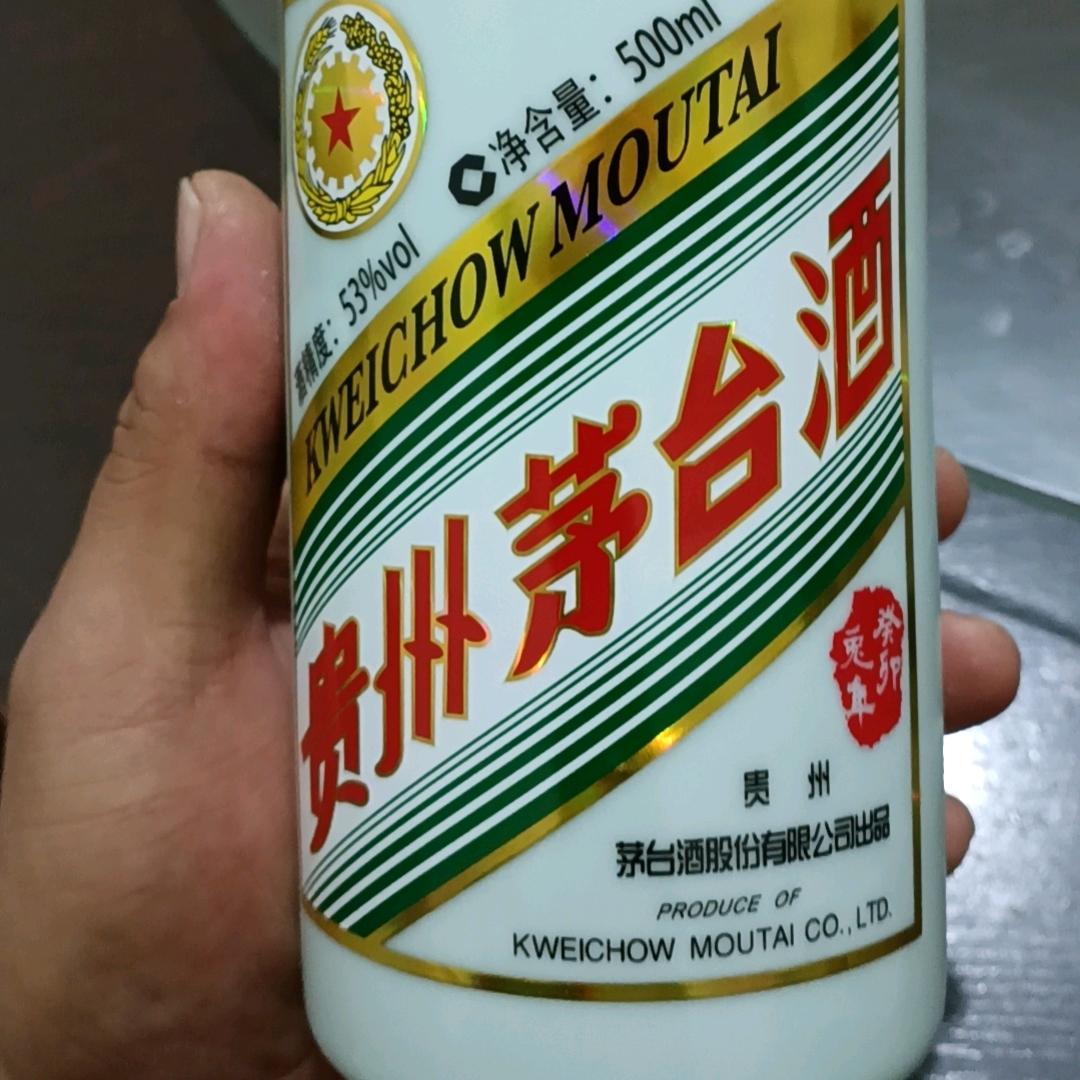 净含量：500ml
酒精度：53%vol
KWEICHOW MOUTAI
贵州茅台酒
癸卯
兔年
贵州
茅台酒股份有限公司出品
PRODUCE OF
KWEICHOW MOUTAI CO.,LTD.